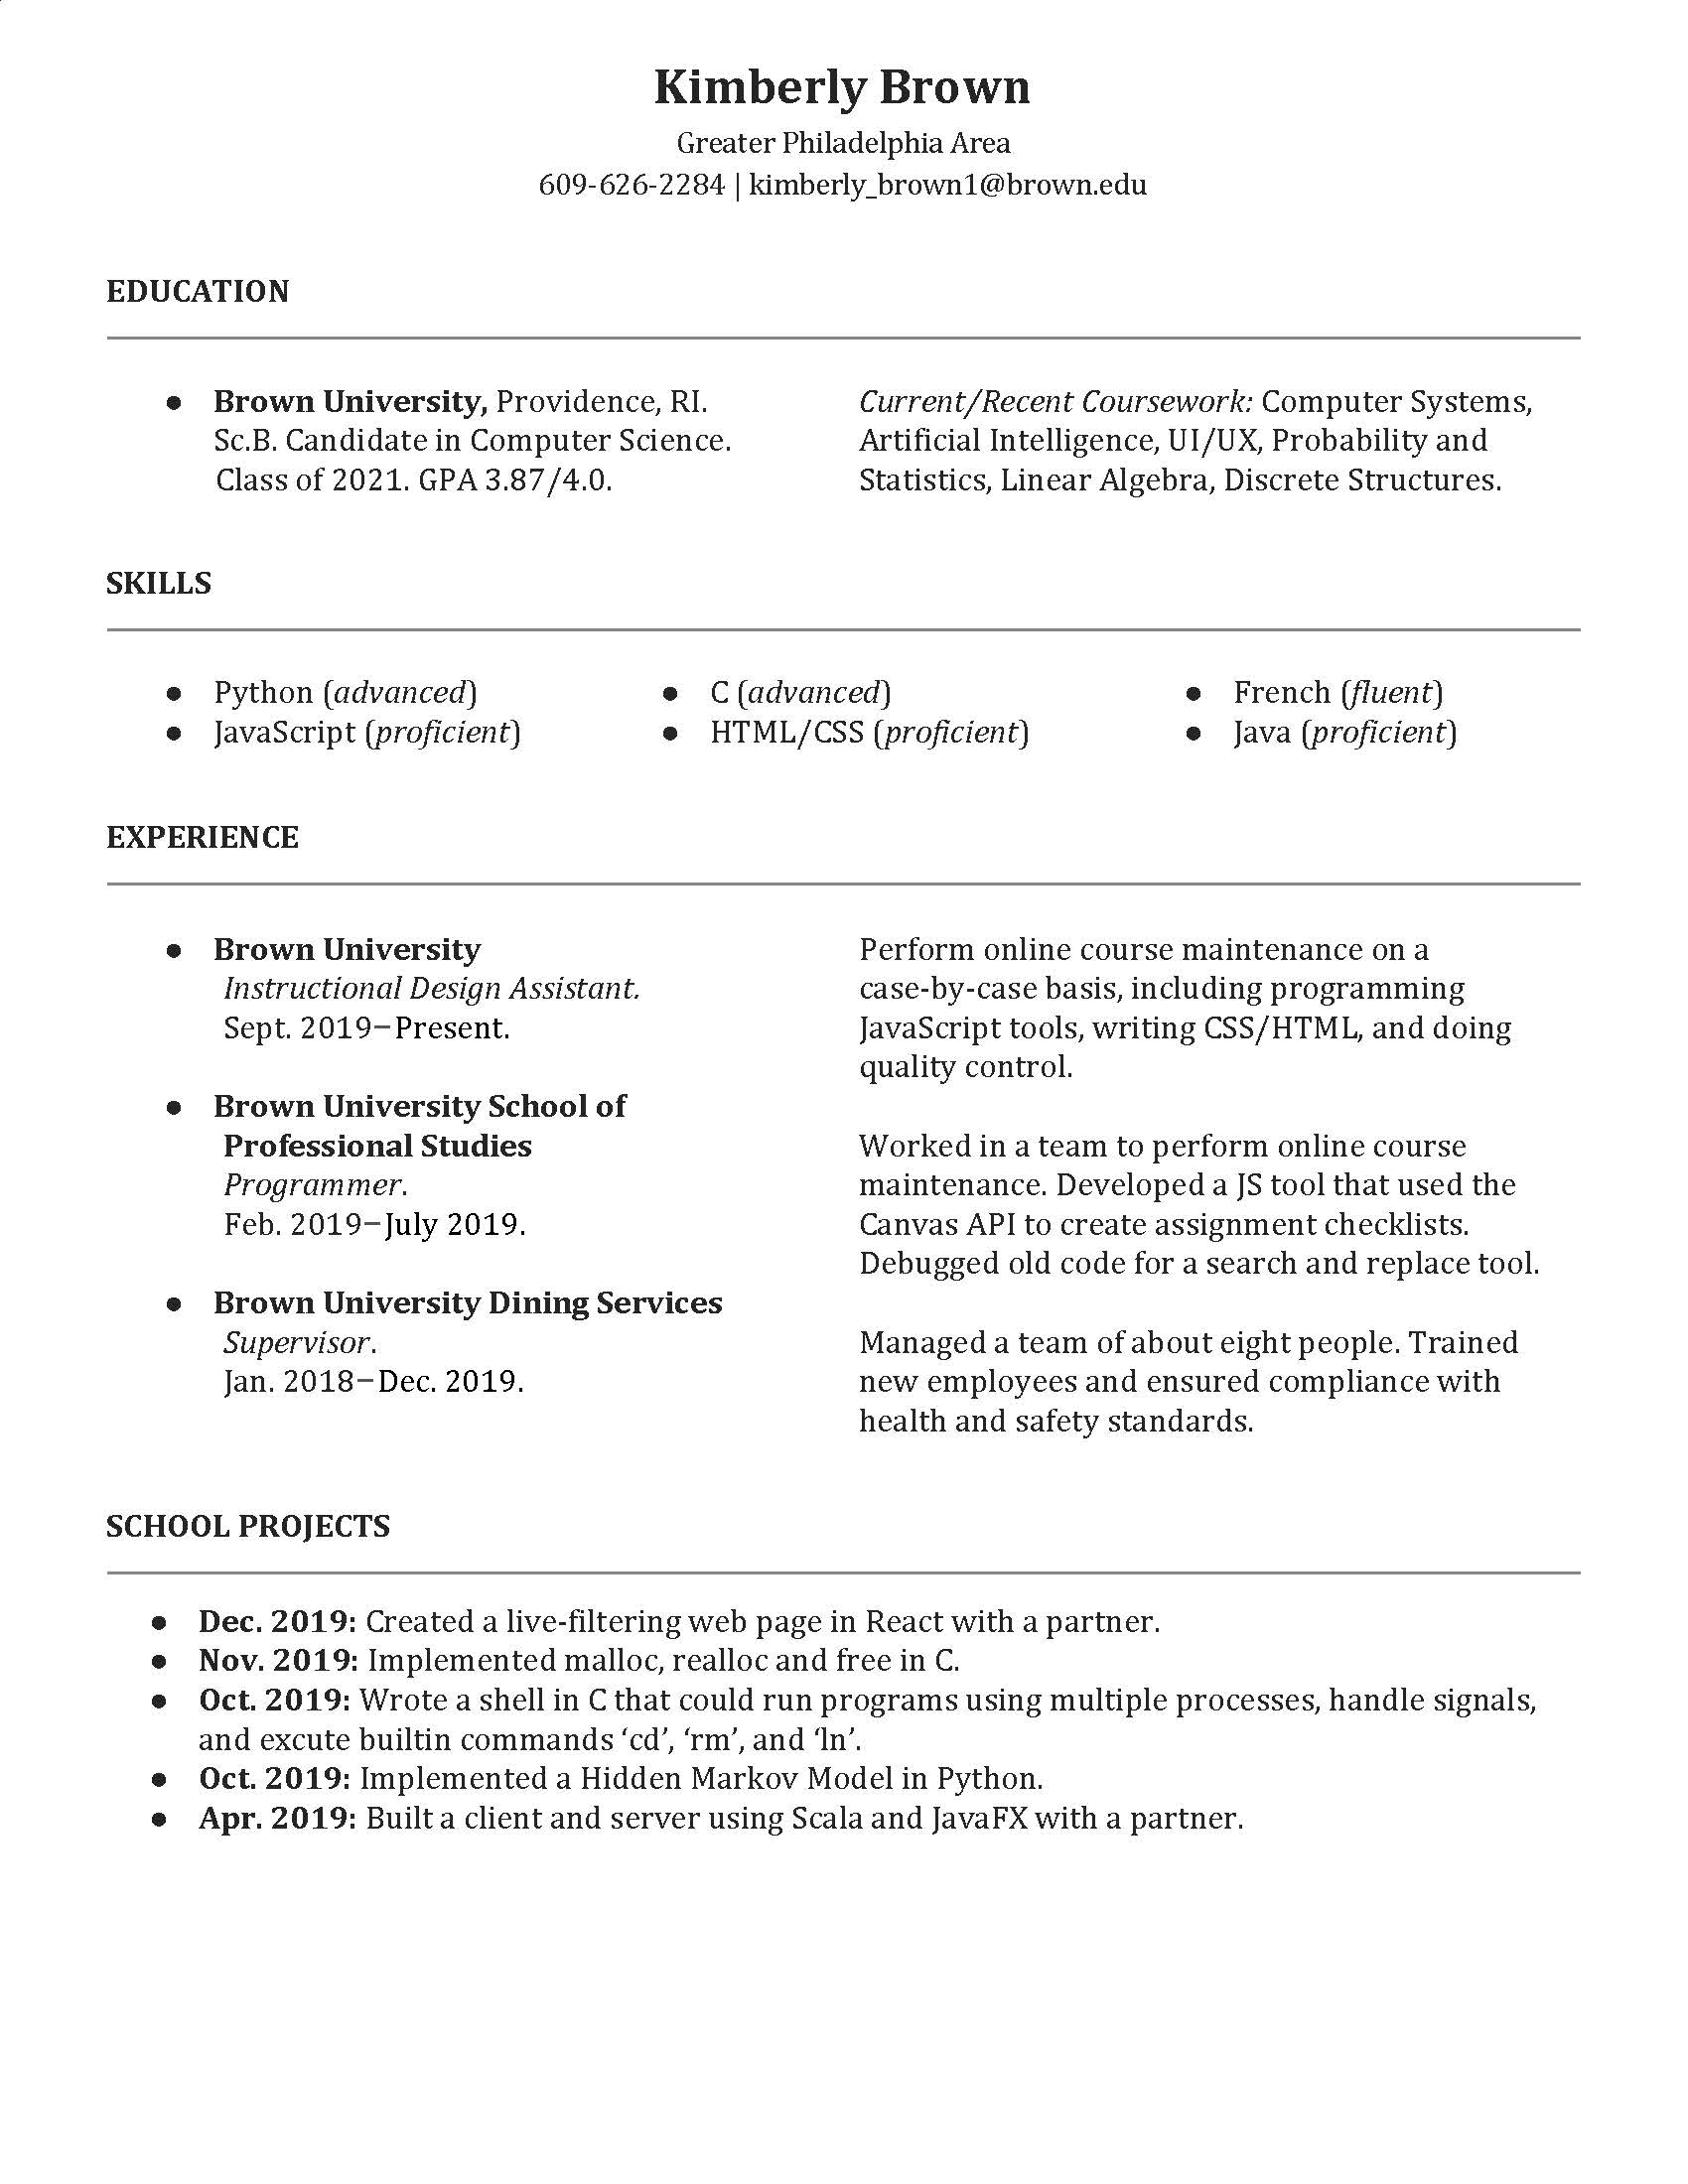 Kimberly Brown
Greater Philadelphia Area
609-626-2284 | kimberly_brown1@brown.edu
EDUCATION
● Brown University, Providence, RI.
Sc.B. Candidate in Computer Science.
Class of 2021. GPA 3.87/4.0.
Current/Recent Coursework: Computer Systems,
Artificial Intelligence, UI/UX, Probability and
Statistics, Linear Algebra, Discrete Structures.
SKILLS
● Python (advanced)
● JavaScript (proficient)
● C (advanced)
● HTML/CSS (proficient)
● French (fluent)
● Java (proficient)
EXPERIENCE
● Brown University
Instructional Design Assistant.
Sept. 2019–Present.
Perform online course maintenance on a
case-by-case basis, including programming
JavaScript tools, writing CSS/HTML, and doing
quality control.
● Brown University School of
Professional Studies
Programmer.
Feb. 2019–July 2019.
Worked in a team to perform online course
maintenance. Developed a JS tool that used the
Canvas API to create assignment checklists.
Debugged old code for a search and replace tool.
● Brown University Dining Services
Supervisor.
Jan. 2018–Dec. 2019.
Managed a team of about eight people. Trained
new employees and ensured compliance with
health and safety standards.
SCHOOL PROJECTS
● Dec. 2019: Created a live-filtering web page in React with a partner.
● Nov. 2019: Implemented malloc, realloc and free in C.
● Oct. 2019: Wrote a shell in C that could run programs using multiple processes, handle signals,
and excute builtin commands ‘cd’, ‘rm’, and ‘ln’.
● Oct. 2019: Implemented a Hidden Markov Model in Python.
● Apr. 2019: Built a client and server using Scala and JavaFX with a partner.